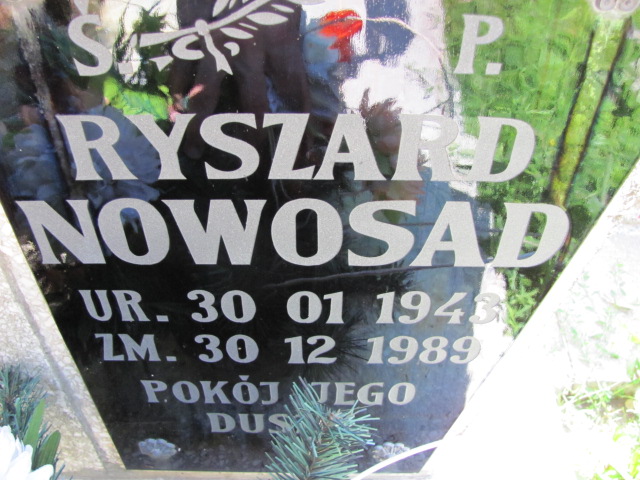 Ś. P.
RYSZARD
NOWOSAD
UR. 30 01 1943
ZM. 30 12 1989
POKÓJ JEGO